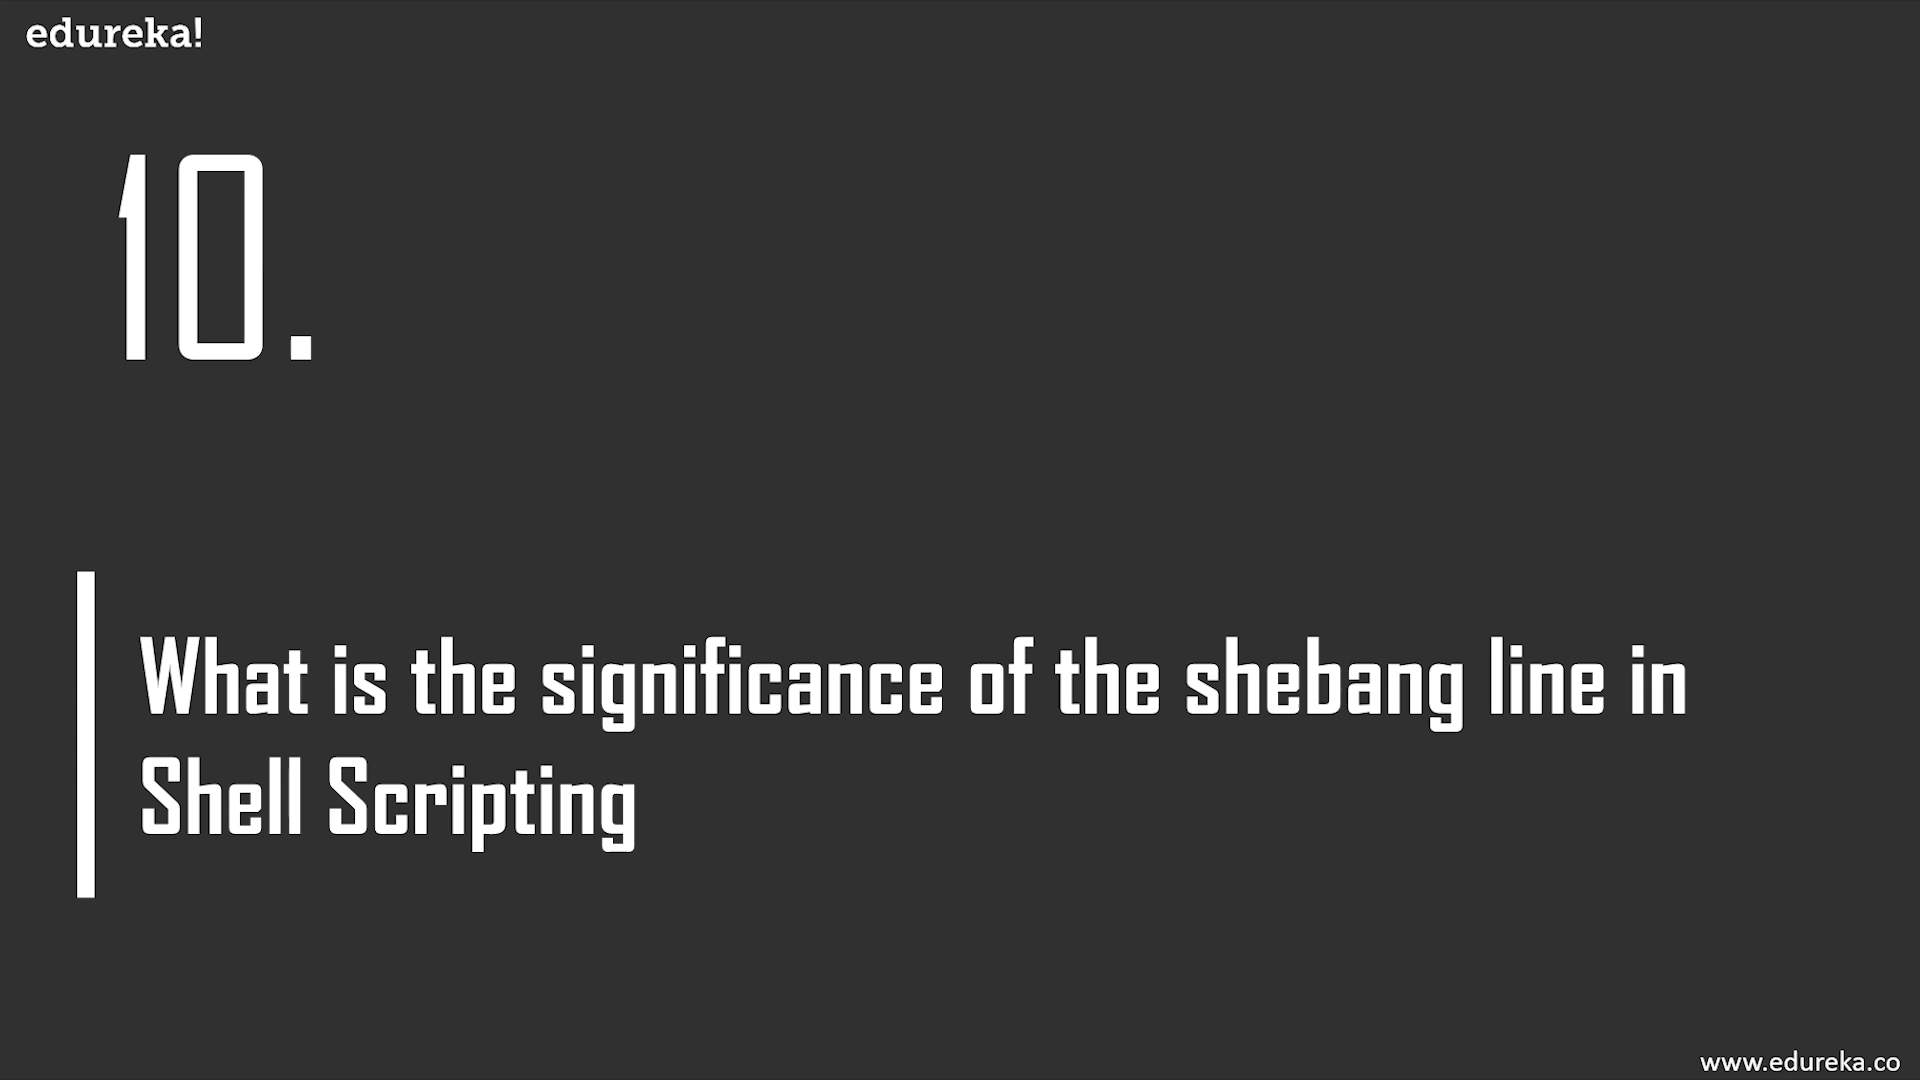 edureka!
10.
What is the significance of the shebang line in
Shell Scripting
www.edureka.co